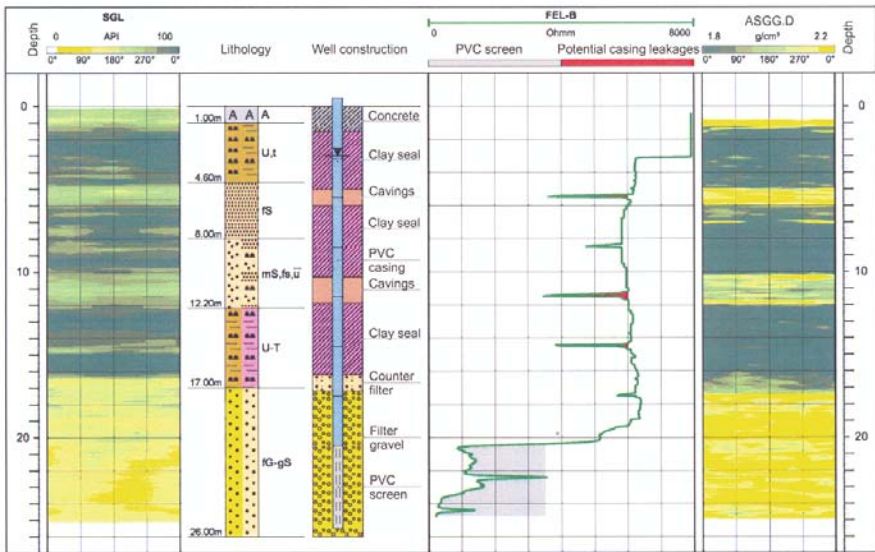 SGL
0 API 100
0° 90° 180° 270° 0°
Depth
Lithology
Well construction
FEL-B
0 Ohmm 8000
PVC screen
Potential casing leakages
ASGG.D
1.8 g/cm³ 2.2
0° 90° 180° 270° 0°
Depth
0
10
20
1.00m
4.60m
8.00m
12.20m
17.00m
26.00m
A A A
U,t
fS
mS,fs,ū
U-T
fG-gS
Concrete
Clay seal
Cavings
Clay seal
PVC
casing
Cavings
Clay seal
Counter
filter
Filter
gravel
PVC
screen
0
10
20